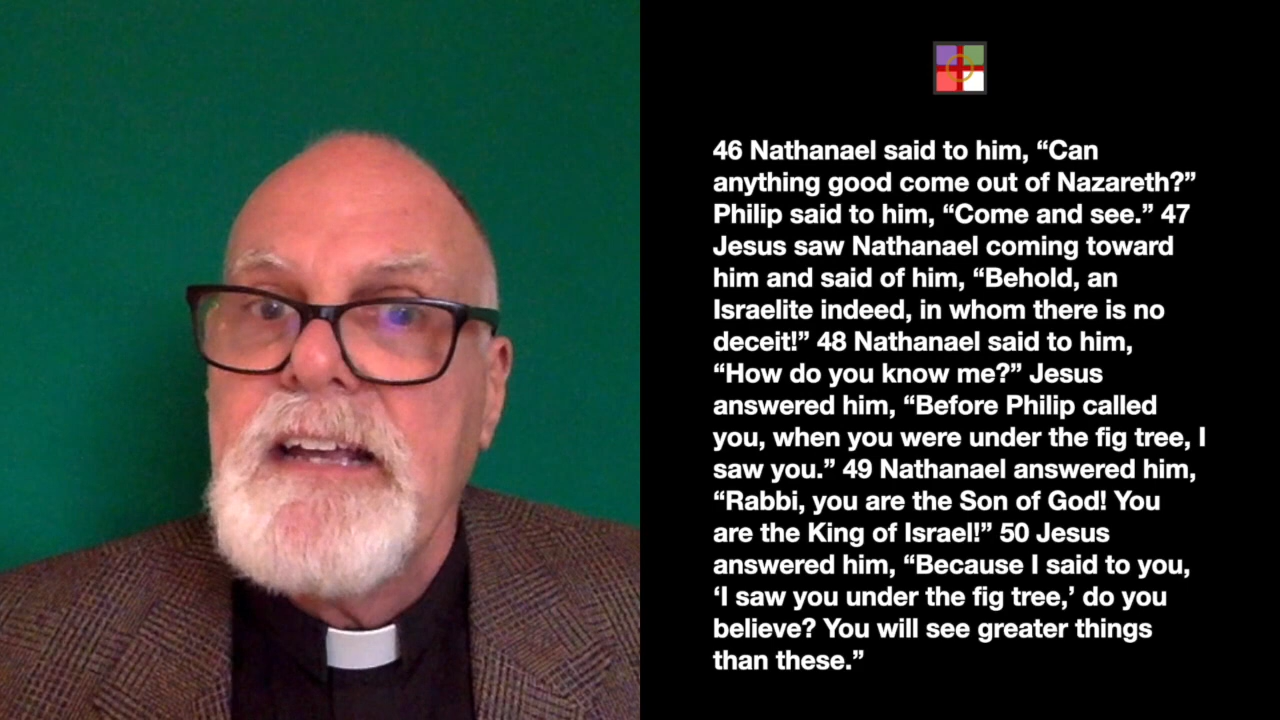 46 Nathanael said to him, “Can
anything good come out of Nazareth?”
Philip said to him, “Come and see.” 47
Jesus saw Nathanael coming toward
him and said of him, “Behold, an
Israelite indeed, in whom there is no
deceit!” 48 Nathanael said to him,
“How do you know me?” Jesus
answered him, “Before Philip called
you, when you were under the fig tree, I
saw you.” 49 Nathanael answered him,
“Rabbi, you are the Son of God! You
are the King of Israel!” 50 Jesus
answered him, “Because I said to you,
‘I saw you under the fig tree,’ do you
believe? You will see greater things
than these.”